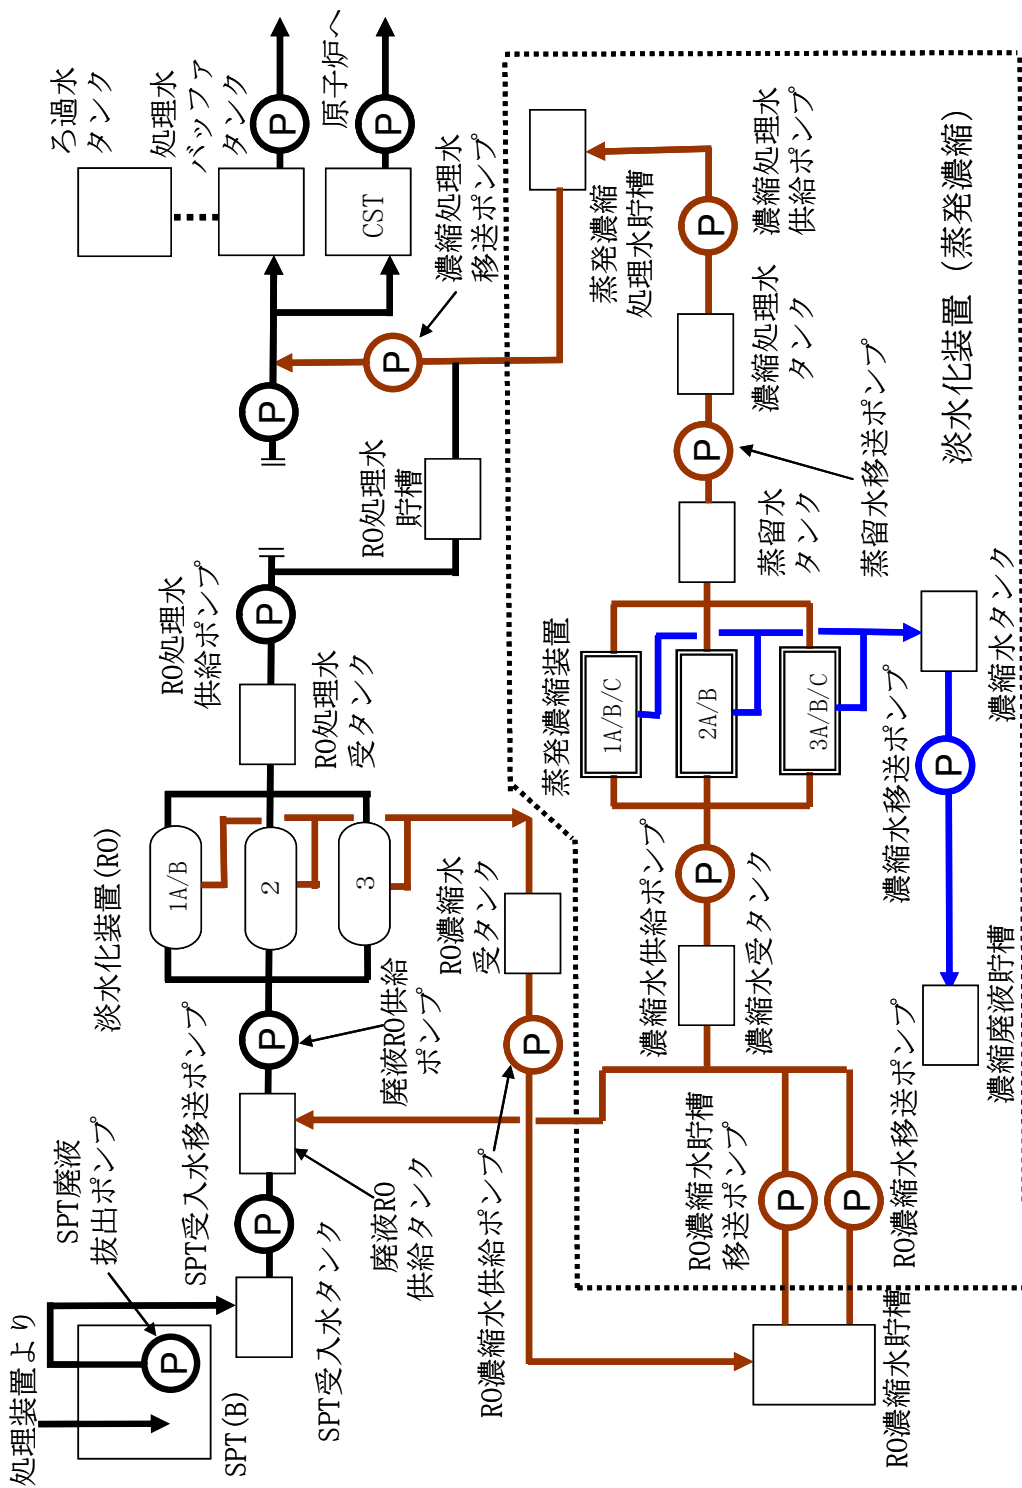 処理装置より
SPT(B)
P
SPT廃液
抜出ポンプ
SPT受入水タンク
P
SPT受入水移送ポンプ
廃液RO
供給タンク
P
廃液RO供給
ポンプ
淡水化装置(RO)
1A/B
2
3
RO処理水
受タンク
P
RO処理水
供給ポンプ
RO処理水
貯槽
P
ろ過水
タンク
処理水
バッファ
タンク
P
CST
P
原子炉へ
P
濃縮処理水
移送ポンプ
RO濃縮水
受タンク
P
RO濃縮水供給ポンプ
RO濃縮水貯槽
P
RO濃縮水貯槽
移送ポンプ
P
RO濃縮水移送ポンプ
濃縮水受タンク
P
濃縮水供給ポンプ
蒸発濃縮装置
1A/B/C
2A/B
3A/B/C
蒸留水
タンク
P
蒸留水移送ポンプ
濃縮処理水
タンク
P
濃縮処理水
供給ポンプ
蒸発濃縮
処理水貯槽
濃縮水タンク
P
濃縮水移送ポンプ
濃縮廃液貯槽
淡水化装置(蒸発濃縮)